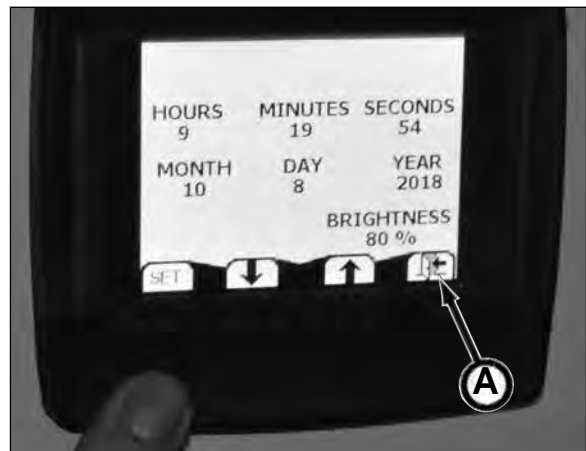 HOURS MINUTES SECONDS
9 19 54
MONTH DAY YEAR
10 8 2018
BRIGHTNESS
80 %
SET
A